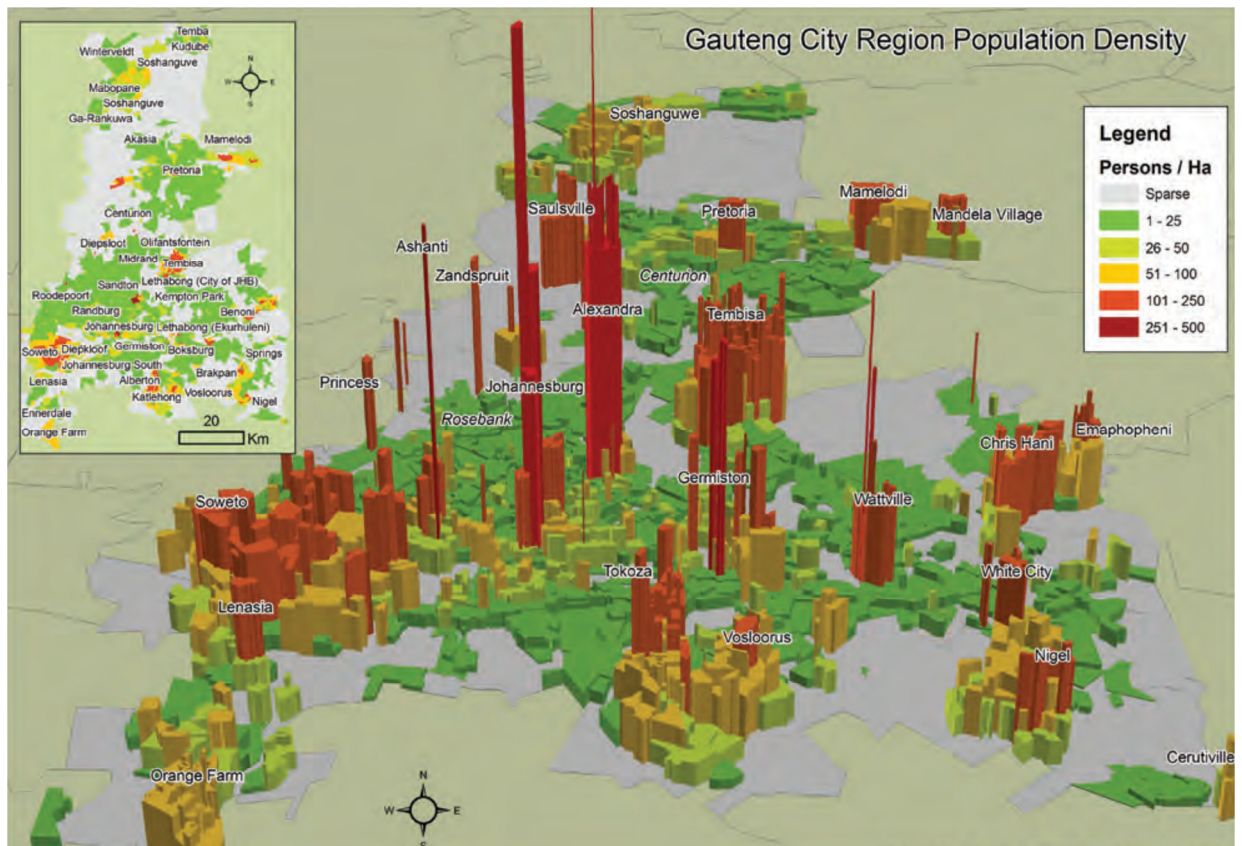 Gauteng City Region Population Density
Temba
Kudube
Winterveldt
Soshanguve
Mabopane
Soshanguve
Ga-Rankuwa
Akasia
Mamelodi
Pretoria
Centurion
Diepsloot
Olifantsfontein
Midrand
Tembisa
Sandton
Lethabong (City of JHB)
Roodepoort
Kempton Park
Randburg
Benoni
Johannesburg
Lethabong (Ekurhuleni)
Soweto
Diepkloof
Germiston
Boksburg
Springs
Johannesburg South
Brakpan
Lenasia
Alberton
Vosloorus
Katlehong
Nigel
Ennerdale
Orange Farm
20
Km
N
W
E
S
Legend
Persons / Ha
Sparse
1 - 25
26 - 50
51 - 100
101 - 250
251 - 500
Soshanguwe
Saulsville
Pretoria
Mamelodi
Mandela Village
Ashanti
Zandspruit
Centurion
Alexandra
Tembisa
Princess
Johannesburg
Rosebank
Emaphopheni
Chris Hani
Germiston
Soweto
Wattville
Tokoza
White City
Lenasia
Vosloorus
Nigel
Cerutiville
Orange Farm
N
W
E
S